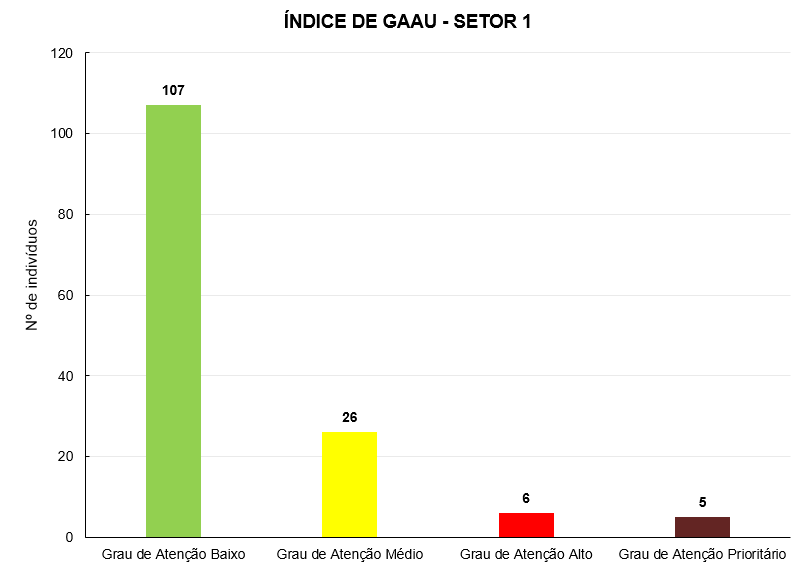 ÍNDICE DE GAAU - SETOR 1
Nº de indivíduos
120
100
80
60
40
20
0
107
26
6
5
Grau de Atenção Baixo
Grau de Atenção Médio
Grau de Atenção Alto
Grau de Atenção Prioritário